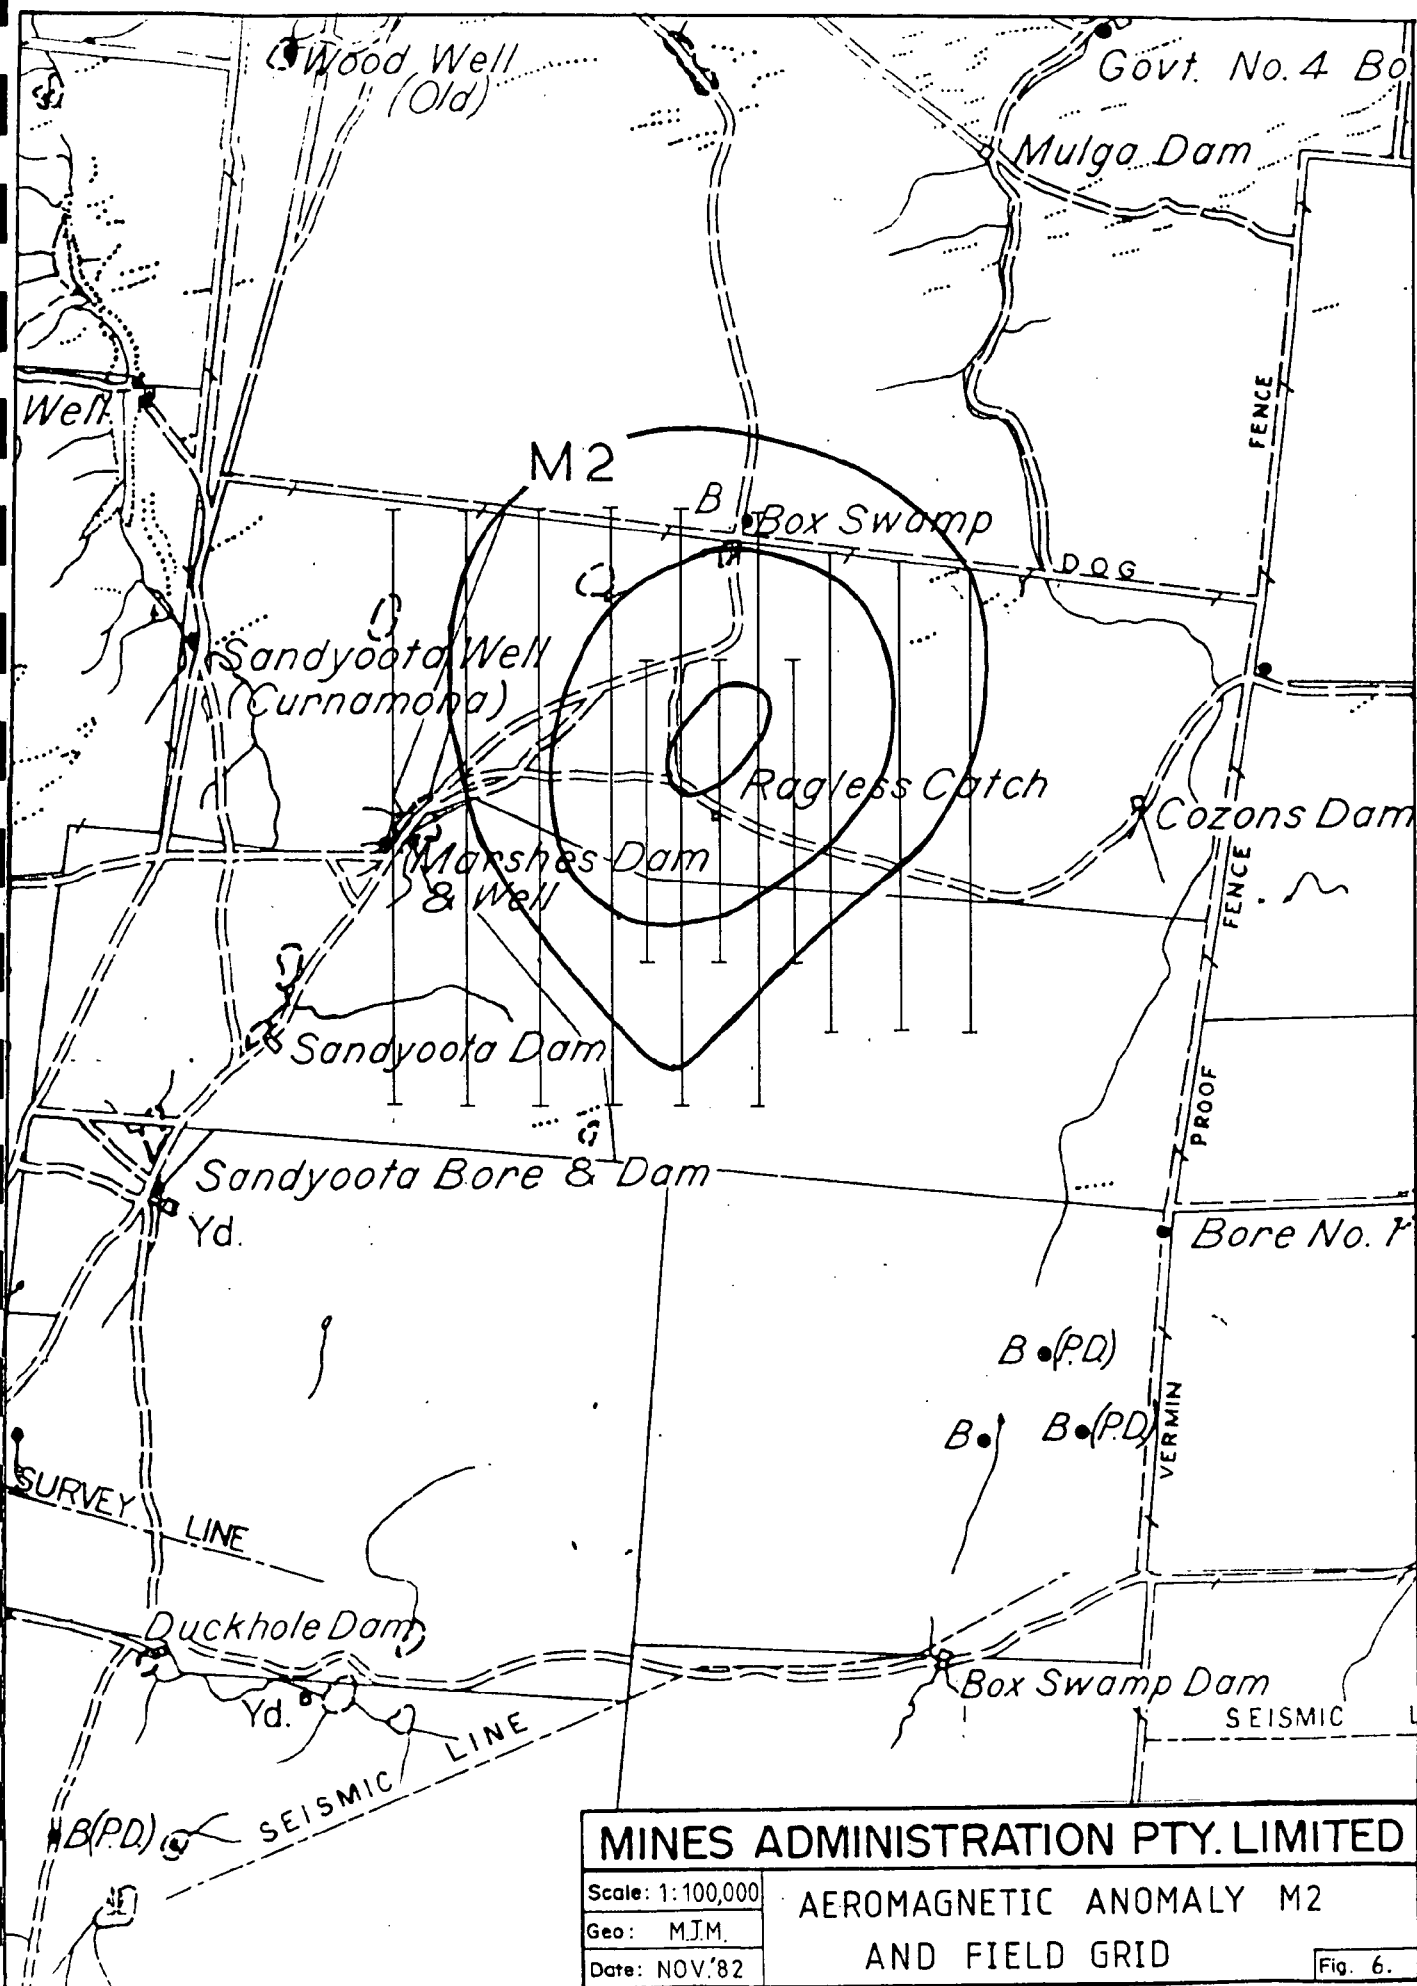 Wood Well
(Old)
Govt. No. 4 Bo
Mulga Dam
Well
FENCE
M2
B
Box Swamp
DOG
Sandyoota Well
(Curnamona)
Ragless Catch
Cozons Dam
Marshes Dam
& Well
FENCE
Sandyoota Dam
PROOF
Sandyoota Bore & Dam
Yd.
Bore No. 1
B (P.D.)
B
B (P.D.)
VERMIN
SURVEY LINE
Duckhole Dam
Yd.
Box Swamp Dam
SEISMIC L
SEISMIC LINE
B(P.D.)
MINES ADMINISTRATION PTY. LIMITED
Scale: 1:100,000
Geo: M.J.M.
Date: NOV.'82
AEROMAGNETIC ANOMALY M2
AND FIELD GRID
Fig. 6.